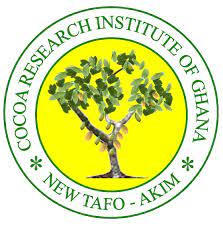 COCOA RESEARCH INSTITUTE OF GHANA
NEW TAFO - AKIM